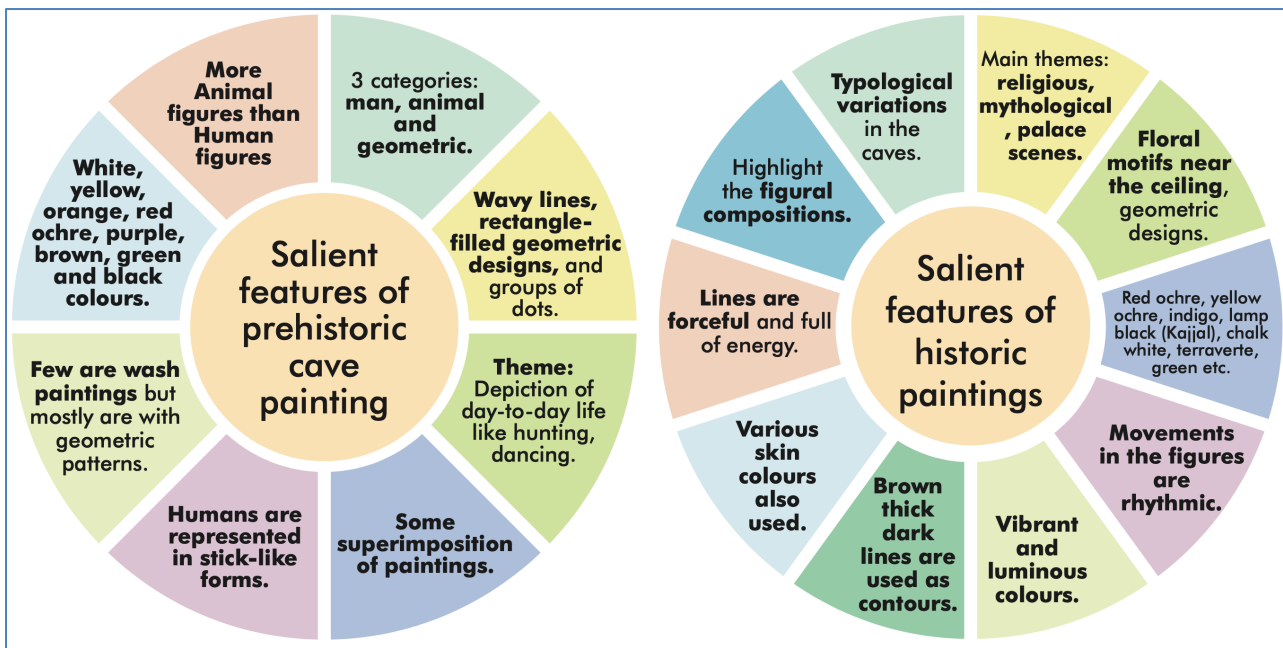 Salient
features of
prehistoric
cave
painting
3 categories:
man, animal
and
geometric.
Wavy lines,
rectangle-
filled geometric
designs, and
groups of
dots.
Theme:
Depiction of
day-to-day life
like hunting,
dancing.
Some
superimposition
of paintings.
Humans are
represented
in stick-like
forms.
Few are wash
paintings but
mostly are with
geometric
patterns.
White,
yellow,
orange, red
ochre, purple,
brown, green
and black
colours.
More
Animal
figures than
Human
figures
Salient
features of
historic
paintings
Main themes:
religious,
mythological
, palace
scenes.
Floral
motifs near
the ceiling,
geometric
designs.
Red ochre, yellow
ochre, indigo, lamp
black (Kajjal), chalk
white, terraverte,
green etc.
Movements
in the figures
are
rhythmic.
Vibrant
and
luminous
colours.
Brown
thick
dark
lines are
used as
contours.
Various
skin
colours
also
used.
Lines are
forceful and full
of energy.
Highlight
the figural
compositions.
Typological
variations
in the
caves.